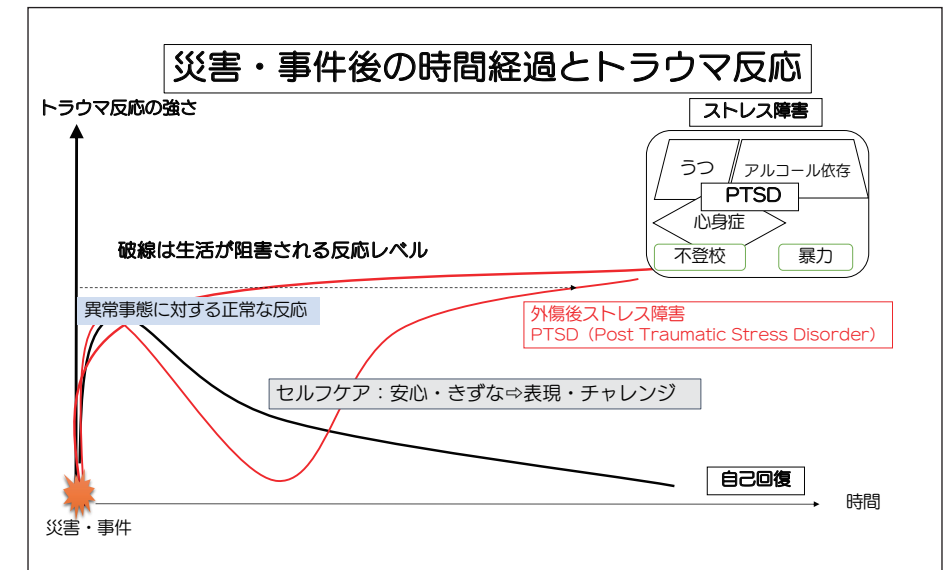 災害・事件後の時間経過とトラウマ反応
トラウマ反応の強さ
ストレス障害
うつ
アルコール依存
PTSD
心身症
不登校
暴力
破線は生活が阻害される反応レベル
異常事態に対する正常な反応
外傷後ストレス障害
PTSD（Post Traumatic Stress Disorder）
セルフケア：安心・きずな⇨表現・チャレンジ
自己回復
時間
災害・事件